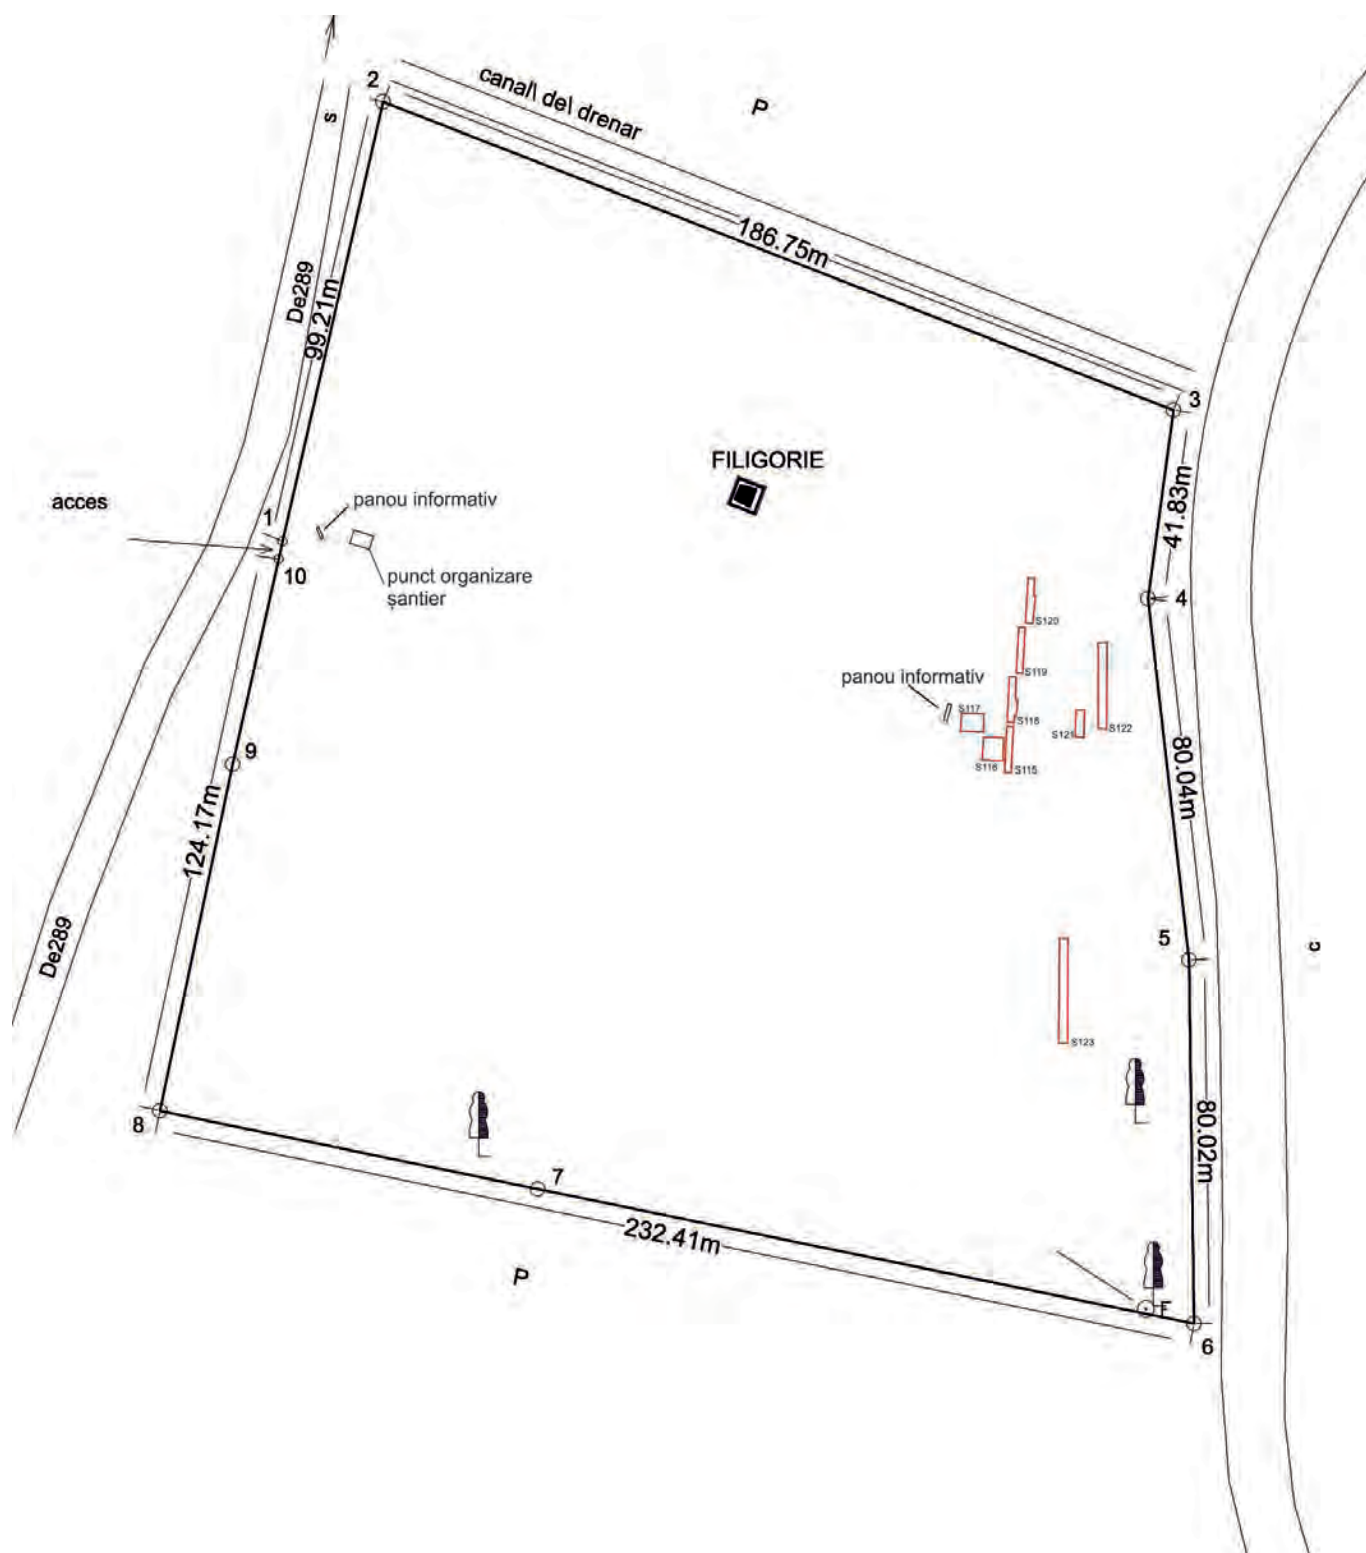 2
canal\ de\ drenar
P
s
186.75m
De289
99.21m
3
FILIGORIE
41.83m
acces
panou informativ
1
10
punct organizare
șantier
4
S120
S119
panou informativ
S117
S118
S121
S122
S116
S115
9
80.04m
124.17m
De289
5
c
S123
80.02m
8
7
232.41m
P
F
6